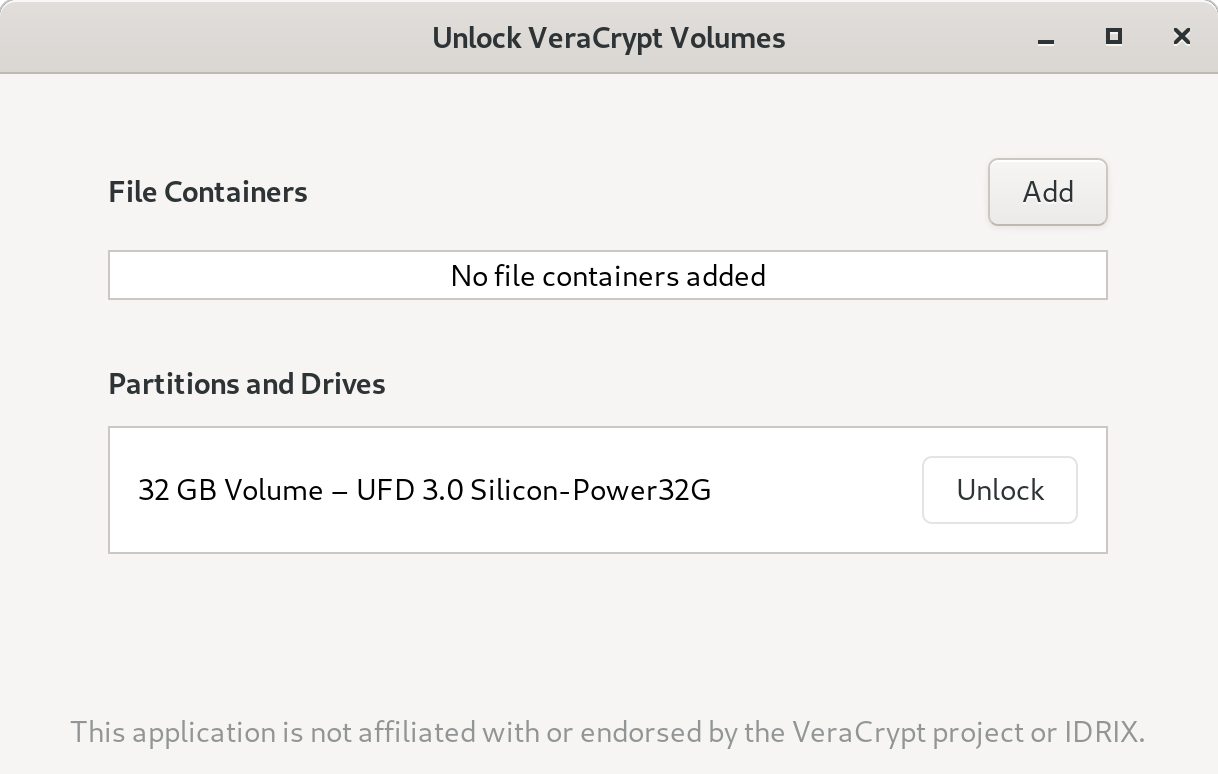 Unlock VeraCrypt Volumes
File Containers
Add
No file containers added
Partitions and Drives
32 GB Volume – UFD 3.0 Silicon-Power32G
Unlock
This application is not affiliated with or endorsed by the VeraCrypt project or IDRIX.